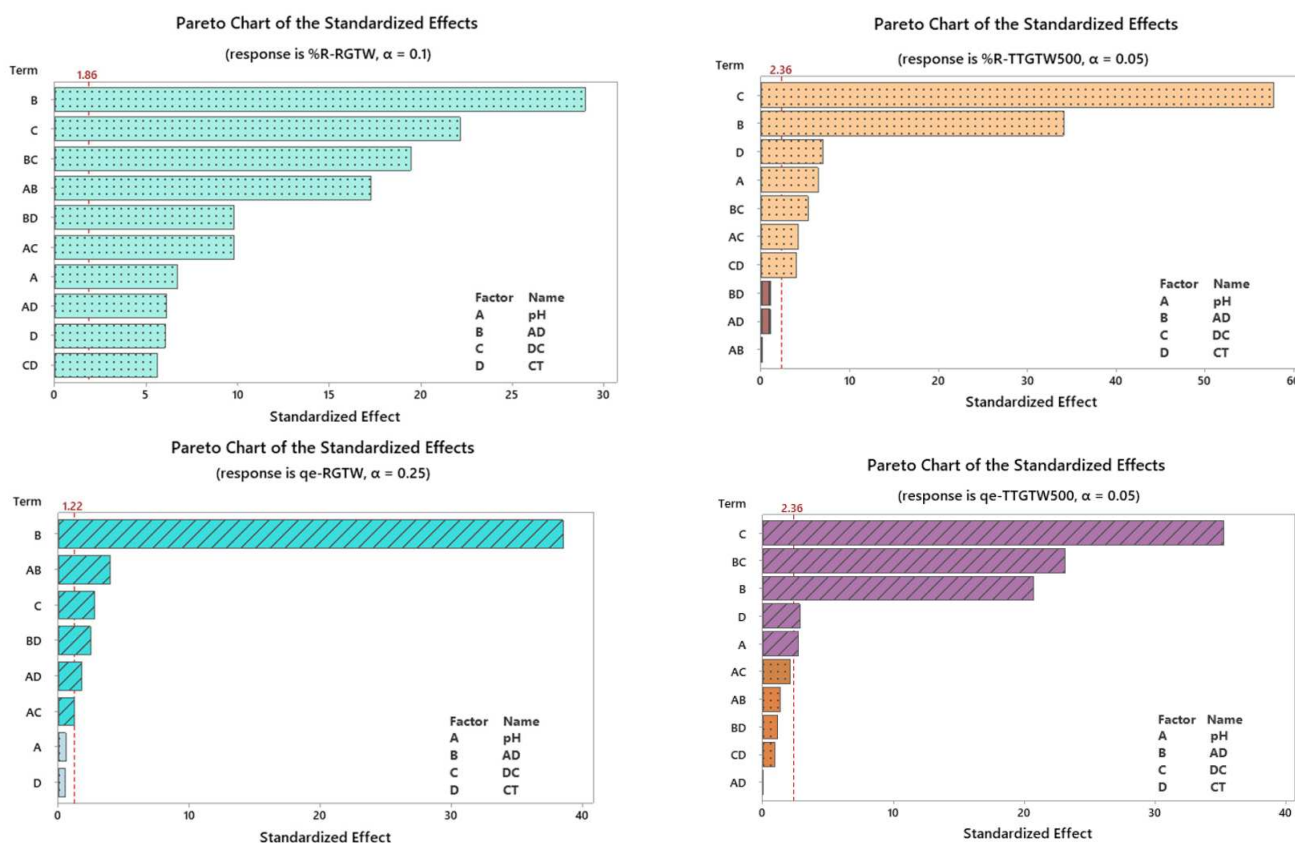 Pareto Chart of the Standardized Effects
(response is %R-RGTW, α = 0.1)
Term
1.86
B
C
BC
AB
BD
AC
A
AD
D
CD
Factor Name
A pH
B AD
C DC
D CT
0 5 10 15 20 25 30
Standardized Effect
Pareto Chart of the Standardized Effects
(response is %R-TTGTW500, α = 0.05)
Term
2.36
C
B
D
A
BC
AC
CD
BD
AD
AB
Factor Name
A pH
B AD
C DC
D CT
0 10 20 30 40 50 60
Standardized Effect
Pareto Chart of the Standardized Effects
(response is qe-RGTW, α = 0.25)
Term
1.22
B
AB
C
BD
AD
AC
A
D
Factor Name
A pH
B AD
C DC
D CT
0 10 20 30 40
Standardized Effect
Pareto Chart of the Standardized Effects
(response is qe-TTGTW500, α = 0.05)
Term
2.36
C
BC
B
D
A
AC
AB
BD
CD
AD
Factor Name
A pH
B AD
C DC
D CT
0 10 20 30 40
Standardized Effect